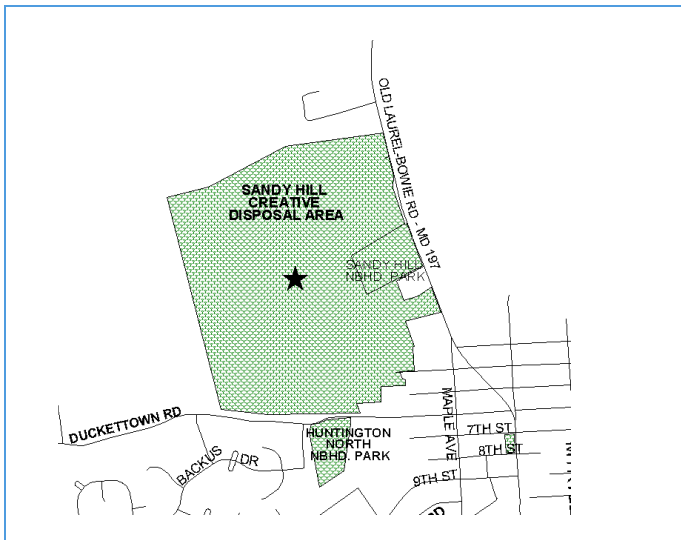 OLD LAUREL-BOWIE RD - MD 197
SANDY HILL
CREATIVE
DISPOSAL AREA
SANDY HILL
NBHD. PARK
DUCKETTOWN RD
HUNTINGTON
NORTH
NBHD. PARK
BACKUS DR
MAPLE AVE
7TH ST
8TH ST
9TH ST